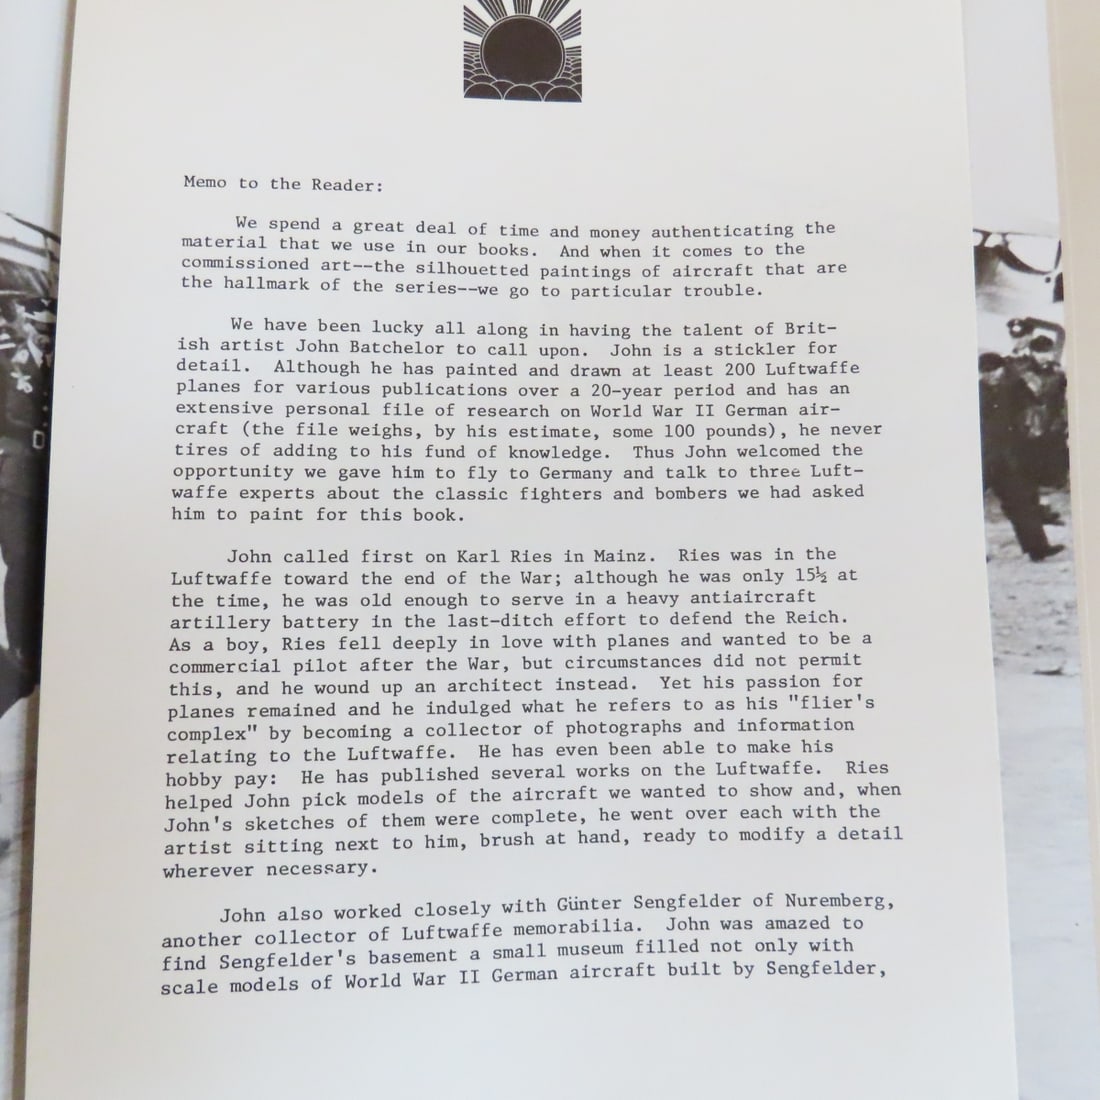 Memo to the Reader:
We spend a great deal of time and money authenticating the
material that we use in our books. And when it comes to the
commissioned art--the silhouetted paintings of aircraft that are
the hallmark of the series--we go to particular trouble.
We have been lucky all along in having the talent of Brit-
ish artist John Batchelor to call upon. John is a stickler for
detail. Although he has painted and drawn at least 200 Luftwaffe
planes for various publications over a 20-year period and has an
extensive personal file of research on World War II German air-
craft (the file weighs, by his estimate, some 100 pounds), he never
tires of adding to his fund of knowledge. Thus John welcomed the
opportunity we gave him to fly to Germany and talk to three Luft-
waffe experts about the classic fighters and bombers we had asked
him to paint for this book.
John called first on Karl Ries in Mainz. Ries was in the
Luftwaffe toward the end of the War; although he was only 15½ at
the time, he was old enough to serve in a heavy antiaircraft
artillery battery in the last-ditch effort to defend the Reich.
As a boy, Ries fell deeply in love with planes and wanted to be a
commercial pilot after the War, but circumstances did not permit
this, and he wound up an architect instead. Yet his passion for
planes remained and he indulged what he refers to as his "flier's
complex" by becoming a collector of photographs and information
relating to the Luftwaffe. He has even been able to make his
hobby pay: He has published several works on the Luftwaffe. Ries
helped John pick models of the aircraft we wanted to show and, when
John's sketches of them were complete, he went over each with the
artist sitting next to him, brush at hand, ready to modify a detail
wherever necessary.
John also worked closely with Günter Sengfelder of Nuremberg,
another collector of Luftwaffe memorabilia. John was amazed to
find Sengfelder's basement a small museum filled not only with
scale models of World War II German aircraft built by Sengfelder,